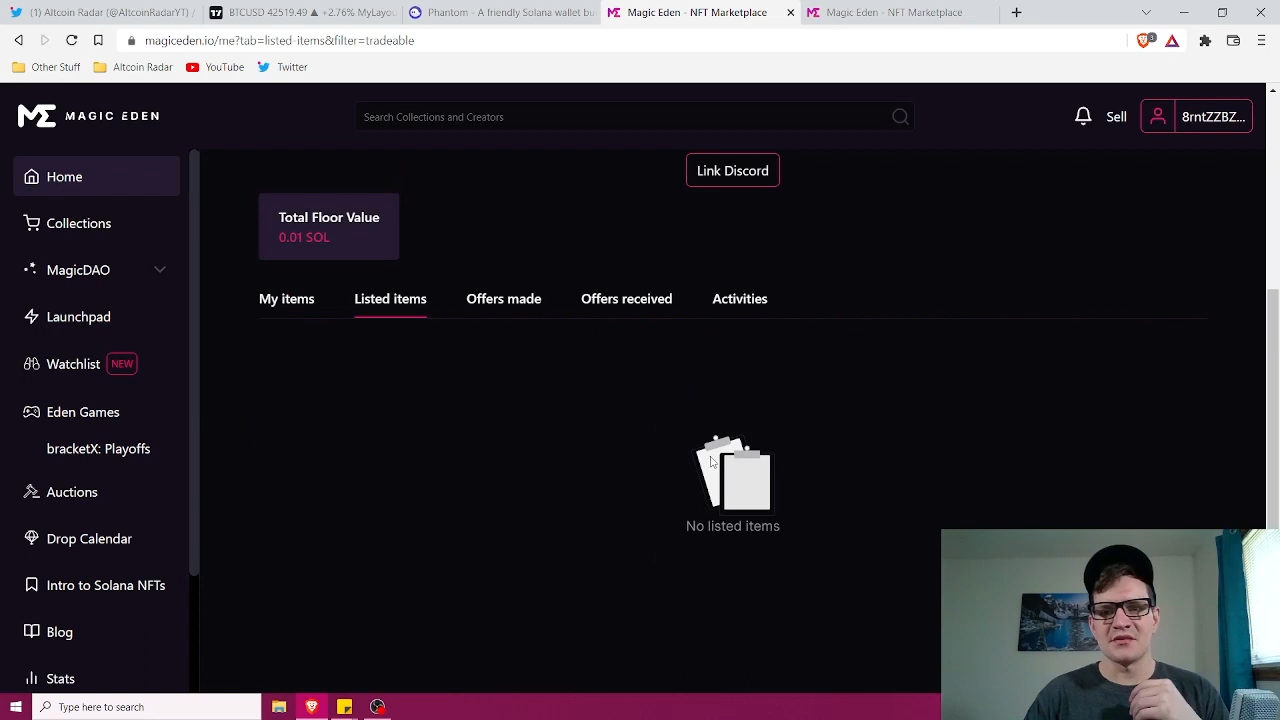 (1) Altcoin Radar (@AltcoinRadarYT) /
BTCUSD 42519.49 ▲ +2.76% MyLayou
Phantom - A friendly Solana wallet bu
Magic Eden - NFT Marketplace
Magic Eden - NFT Marketplace
magiceden.io/me?tab=listed-items&filter=tradeable
3
Other Stuff
Altcoin Radar
YouTube
Twitter
ME MAGIC EDEN
Search Collections and Creators
Sell
8rntZZBZ...
Home
Collections
MagicDAO
Launchpad
Watchlist NEW
Eden Games
bracketX: Playoffs
Auctions
Drop Calendar
Intro to Solana NFTs
Blog
Stats
Link Discord
Total Floor Value
0.01 SOL
My items
Listed items
Offers made
Offers received
Activities
No listed items
Type here to search